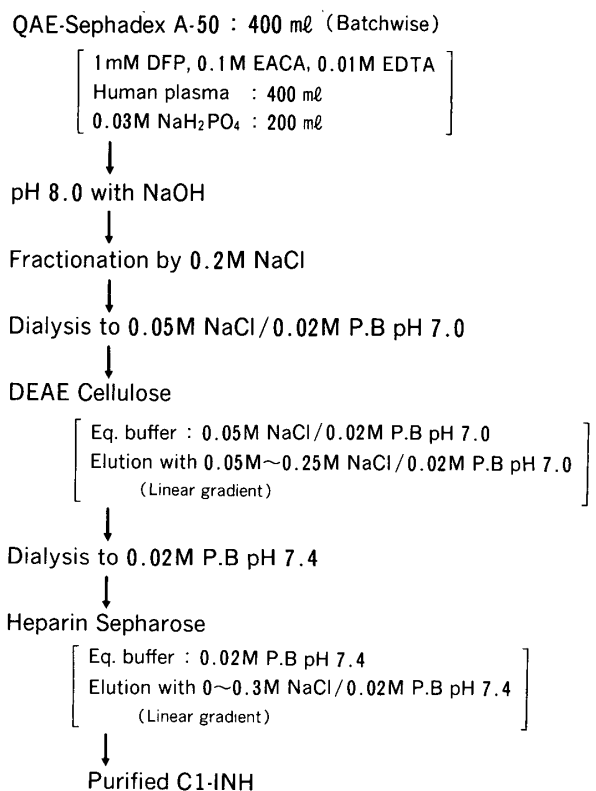 QAE-Sephadex A-50 : 400 mℓ (Batchwise)
1mM DFP, 0.1M EACA, 0.01M EDTA
Human plasma : 400 mℓ
0.03M NaH₂PO₄ : 200 mℓ
pH 8.0 with NaOH
Fractionation by 0.2M NaCl
Dialysis to 0.05M NaCl/0.02M P.B pH 7.0
DEAE Cellulose
Eq. buffer : 0.05M NaCl/0.02M P.B pH 7.0
Elution with 0.05M~0.25M NaCl/0.02M P.B pH 7.0
(Linear gradient)
Dialysis to 0.02M P.B pH 7.4
Heparin Sepharose
Eq. buffer : 0.02M P.B pH 7.4
Elution with 0~0.3M NaCl/0.02M P.B pH 7.4
(Linear gradient)
Purified C1-INH